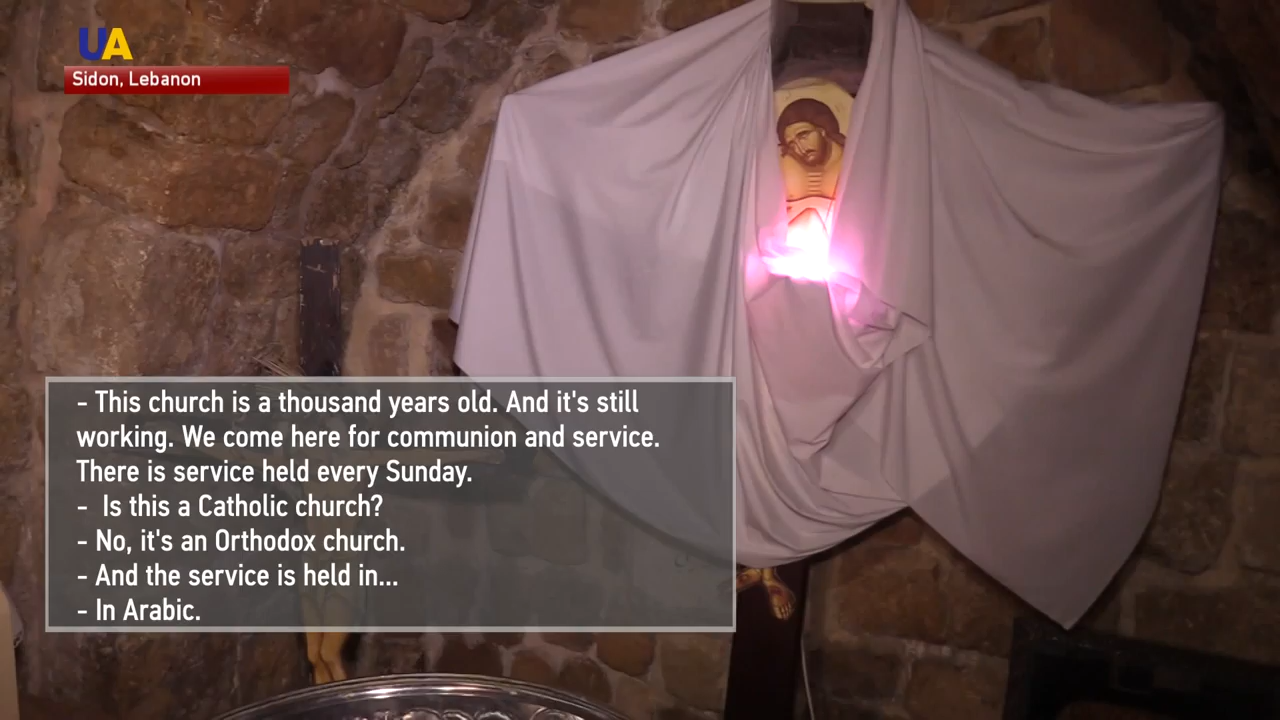 UA
Sidon, Lebanon
- This church is a thousand years old. And it's still
working. We come here for communion and service.
There is service held every Sunday.
- Is this a Catholic church?
- No, it's an Orthodox church.
- And the service is held in...
- In Arabic.